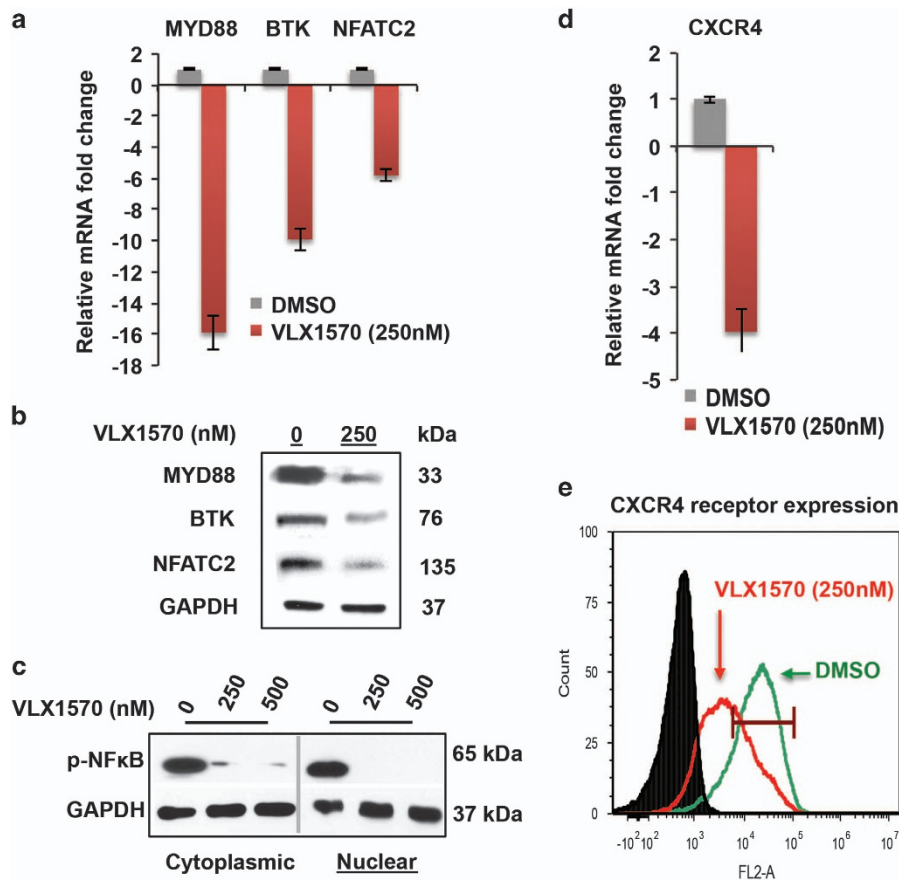 a
MYD88 BTK NFATC2
Relative mRNA fold change
2
0
-2
-4
-6
-8
-10
-12
-14
-16
-18
DMSO
VLX1570 (250nM)
b
VLX1570 (nM) 0 250 kDa
MYD88 33
BTK 76
NFATC2 135
GAPDH 37
c
VLX1570 (nM) 0 250 500 0 250 500
p-NFκB 65 kDa
GAPDH 37 kDa
Cytoplasmic Nuclear
d
CXCR4
Relative mRNA fold change
2
1
0
-1
-2
-3
-4
-5
DMSO
VLX1570 (250nM)
e
CXCR4 receptor expression
Count
100
75
50
25
0
VLX1570 (250nM)
DMSO
-10² 10² 10³ 10⁴ 10⁵ 10⁶ 10⁷
FL2-A